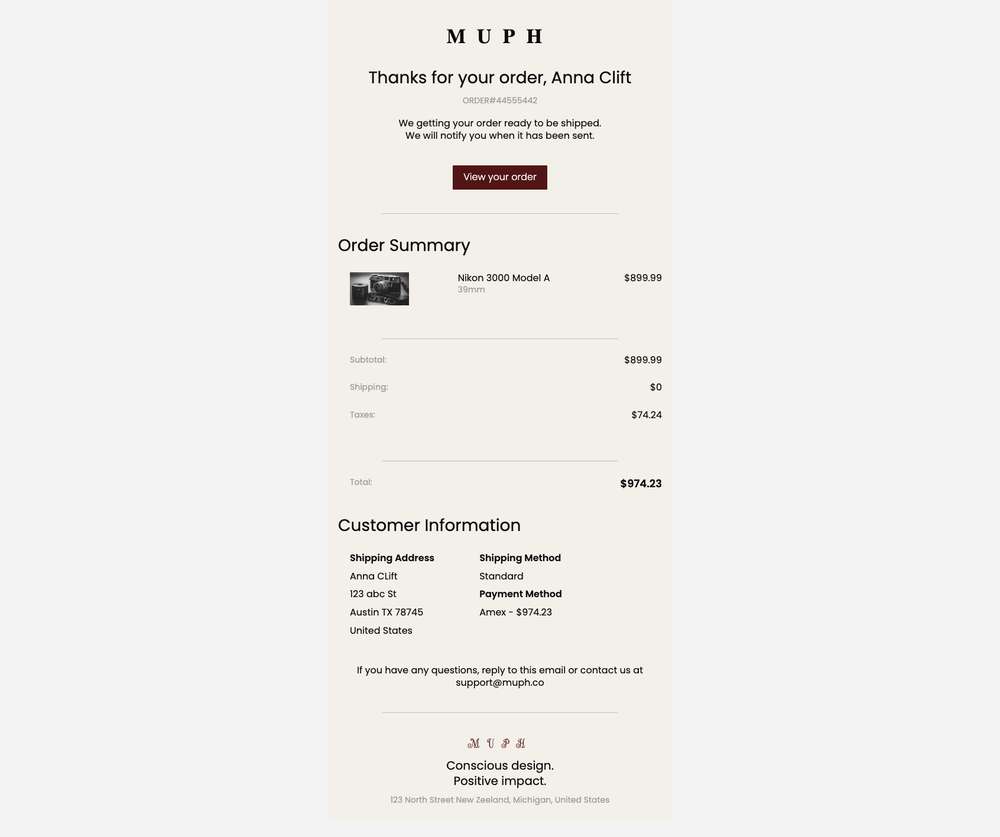 M U P H
Thanks for your order, Anna Clift
ORDER#44555442
We getting your order ready to be shipped.
We will notify you when it has been sent.
View your order
Order Summary
Nikon 3000 Model A $899.99
39mm
Subtotal: $899.99
Shipping: $0
Taxes: $74.24
Total: $974.23
Customer Information
Shipping Address Shipping Method
Anna CLift Standard
123 abc St Payment Method
Austin TX 78745 Amex - $974.23
United States
If you have any questions, reply to this email or contact us at
support@muph.co
M U P H
Conscious design.
Positive impact.
123 North Street New Zeeland, Michigan, United States